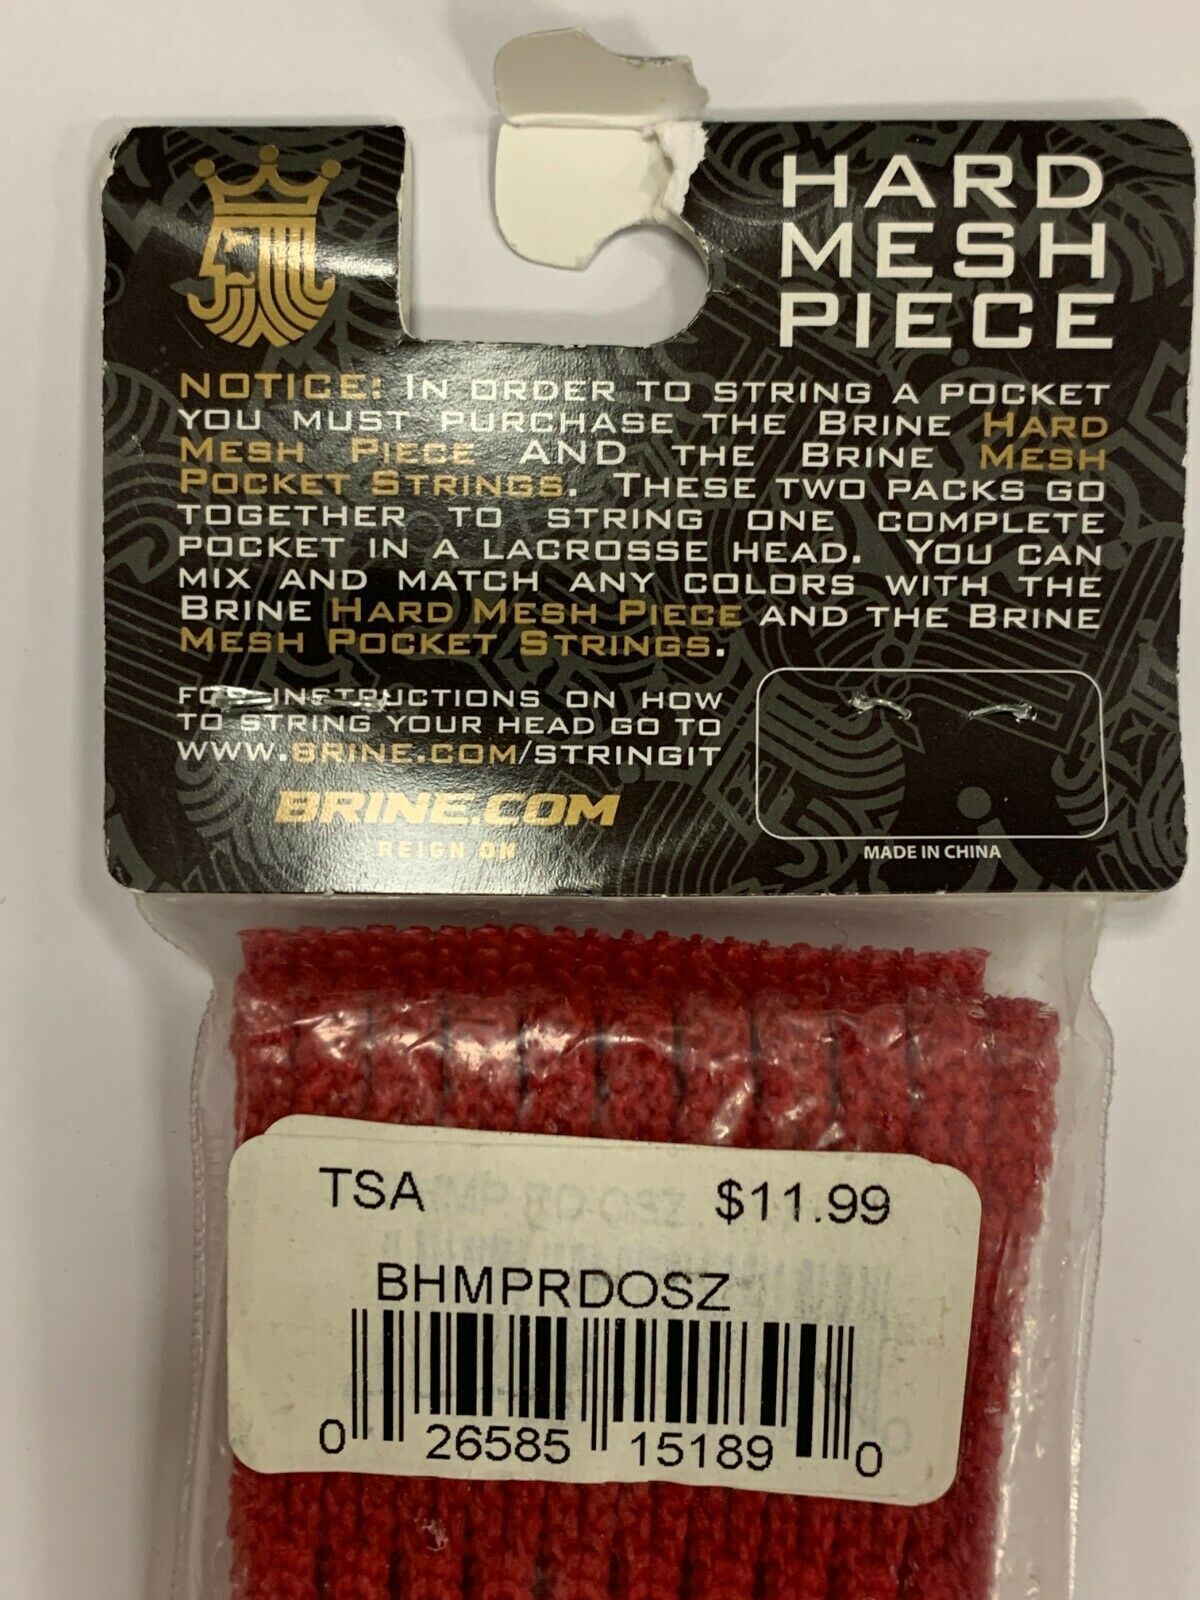 HARD
MESH
PIECE
NOTICE: IN ORDER TO STRING A POCKET
YOU MUST PURCHASE THE BRINE HARD
MESH PIECE AND THE BRINE MESH
POCKET STRINGS. THESE TWO PACKS GO
TOGETHER TO STRING ONE COMPLETE
POCKET IN A LACROSSE HEAD. YOU CAN
MIX AND MATCH ANY COLORS WITH THE
BRINE HARD MESH PIECE AND THE BRINE
MESH POCKET STRINGS.
FOR INSTRUCTIONS ON HOW
TO STRING YOUR HEAD GO TO
WWW.BRINE.COM/STRINGIT
BRINE.COM
REIGN ON
MADE IN CHINA
TSA $11.99
BHMPRDOSZ
0 26585 15189 0